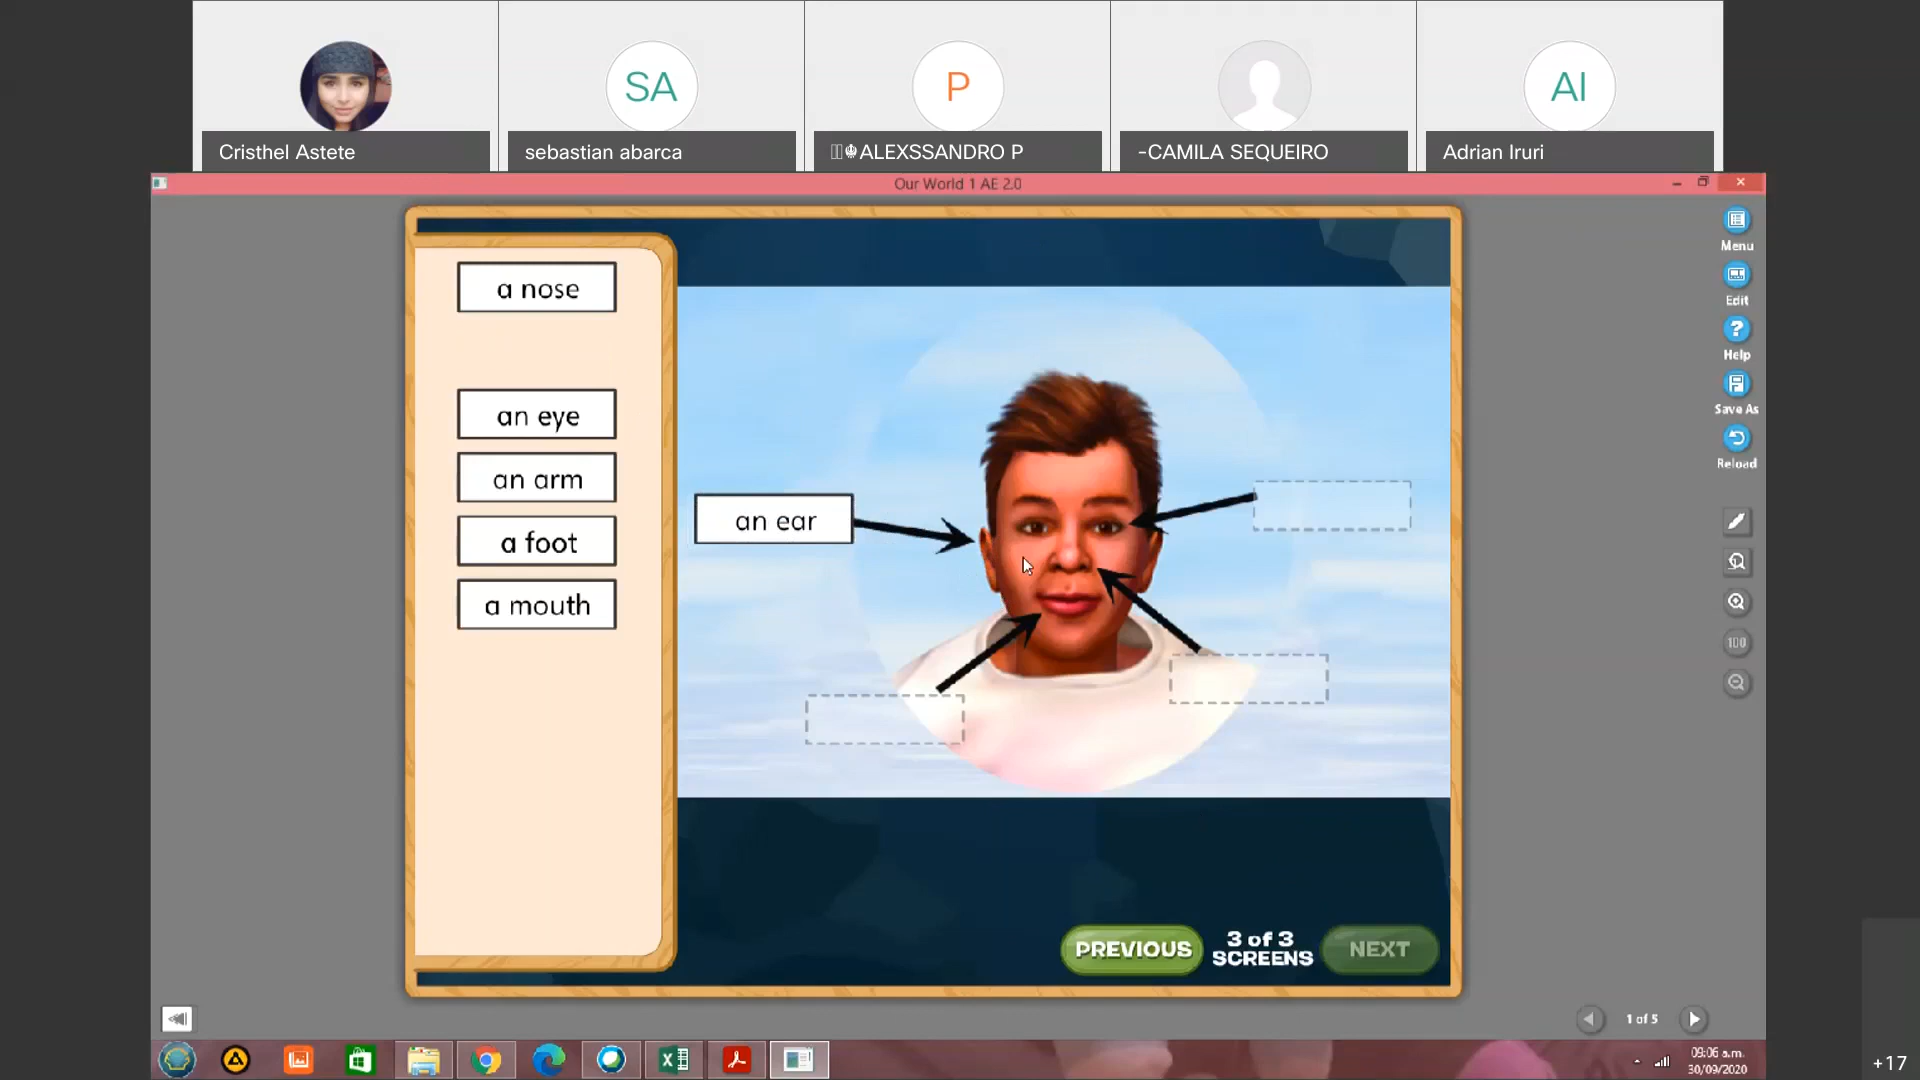 SA
P
AI
Cristhel Astete
sebastian abarca
ALEXSSANDRO P
-CAMILA SEQUEIRO
Adrian Iruri
Our World 1 AE 2.0
a nose
an eye
an arm
a foot
a mouth
an ear
PREVIOUS
3 of 3
SCREENS
NEXT
Menu
Edit
?
Help
Save As
Reload
100
1 of 5
09:06 a.m.
30/09/2020
+17